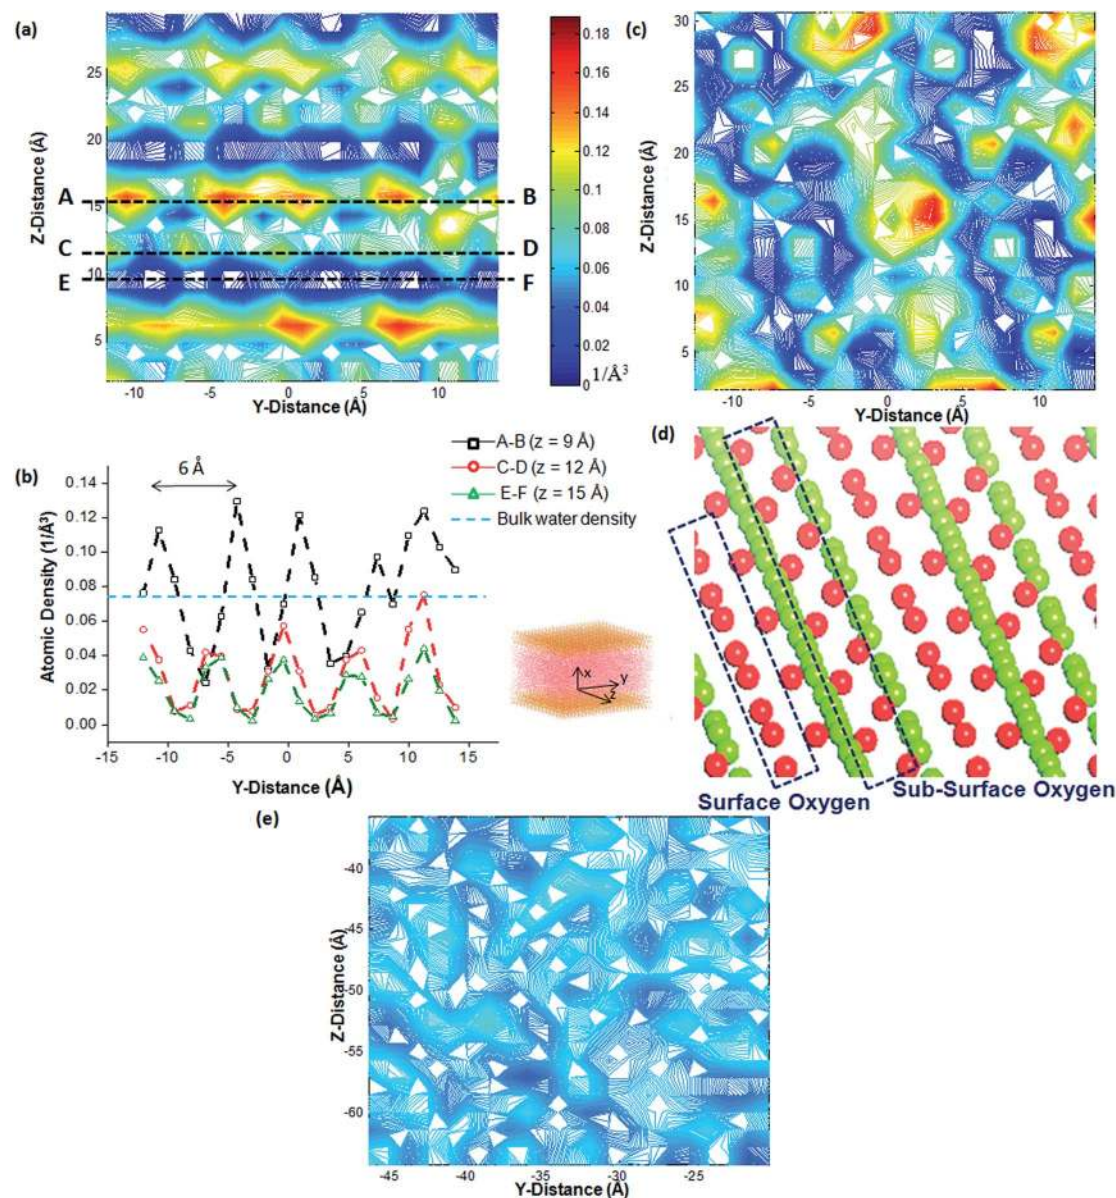 (a)
0.18
0.16
0.14
0.12
0.10
0.08
0.06
0.04
0.02
0
1/Å³
25
20
15
10
5
Z-Distance (Å)
A B
C D
E F
-10 -5 0 5 10
Y-Distance (Å)
(c)
30
25
20
15
10
5
Z-Distance (Å)
-10 -5 0 5 10
Y-Distance (Å)
(b)
6 Å
A-B (z = 9 Å)
C-D (z = 12 Å)
E-F (z = 15 Å)
Bulk water density
0.14
0.12
0.10
0.08
0.06
0.04
0.02
0.00
Atomic Density (1/Å³)
-15 -10 -5 0 5 10 15
Y-Distance (Å)
x
y
z
(d)
Surface Oxygen
Sub-Surface Oxygen
(e)
-40
-45
-50
-55
-60
Z-Distance (Å)
-45 -40 -35 -30 -25
Y-Distance (Å)